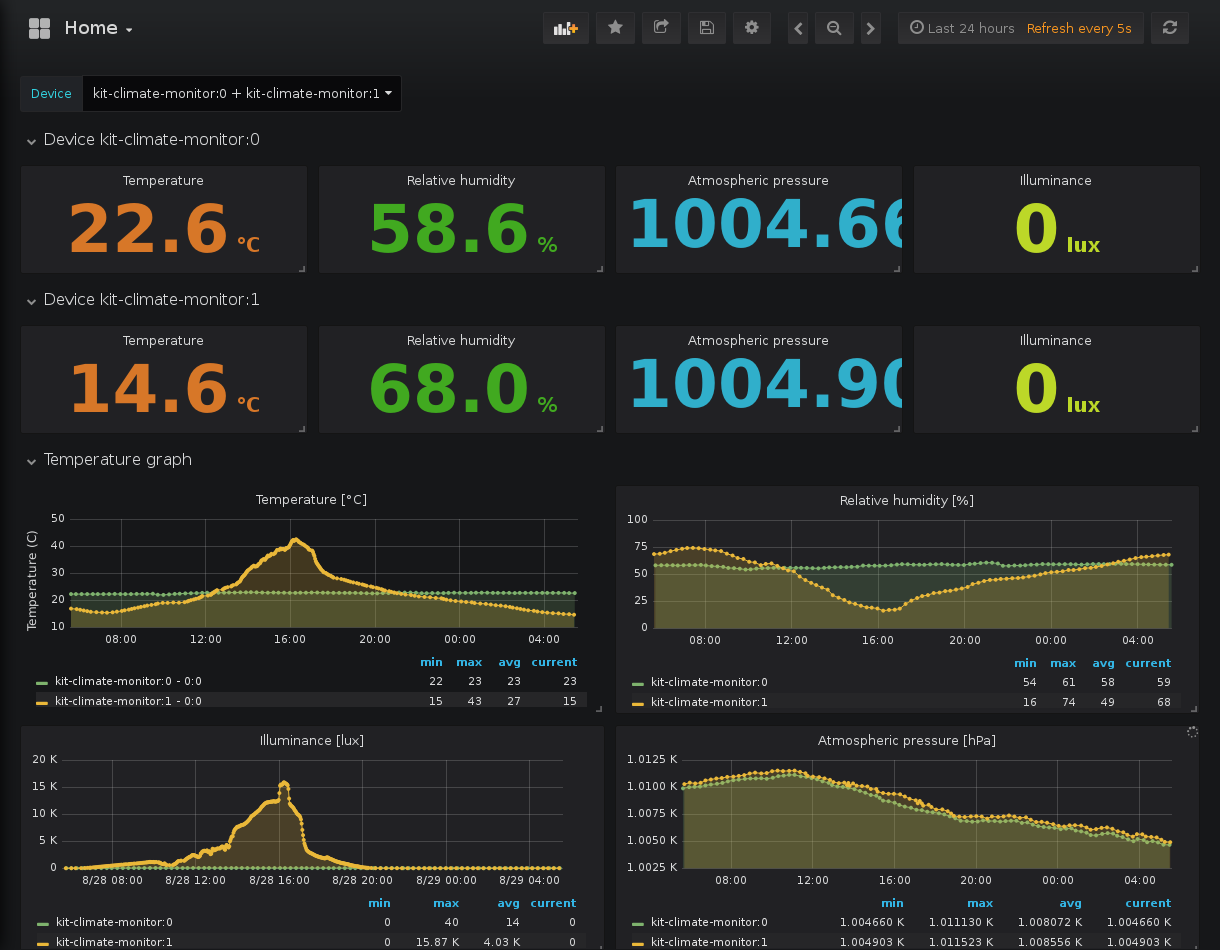 Home
Last 24 hours Refresh every 5s
Device kit-climate-monitor:0 + kit-climate-monitor:1
Device kit-climate-monitor:0
Temperature Relative humidity Atmospheric pressure Illuminance
22.6 °C 58.6 % 1004.66 0 lux
Device kit-climate-monitor:1
Temperature Relative humidity Atmospheric pressure Illuminance
14.6 °C 68.0 % 1004.90 0 lux
Temperature graph
Temperature [°C]
Temperature (C)
50
40
30
20
10
08:00 12:00 16:00 20:00 00:00 04:00
min max avg current
kit-climate-monitor:0 - 0:0 22 23 23 23
kit-climate-monitor:1 - 0:0 15 43 27 15
Relative humidity [%]
100
75
50
25
0
08:00 12:00 16:00 20:00 00:00 04:00
min max avg current
kit-climate-monitor:0 54 61 58 59
kit-climate-monitor:1 16 74 49 68
Illuminance [lux]
20 K
15 K
10 K
5 K
0
8/28 08:00 8/28 12:00 8/28 16:00 8/28 20:00 8/29 00:00 8/29 04:00
min max avg current
kit-climate-monitor:0 0 40 14 0
kit-climate-monitor:1 0 15.87 K 4.03 K 0
Atmospheric pressure [hPa]
1.0125 K
1.0100 K
1.0075 K
1.0050 K
1.0025 K
08:00 12:00 16:00 20:00 00:00 04:00
min max avg current
kit-climate-monitor:0 1.004660 K 1.011130 K 1.008072 K 1.004660 K
kit-climate-monitor:1 1.004903 K 1.011523 K 1.008556 K 1.004903 K